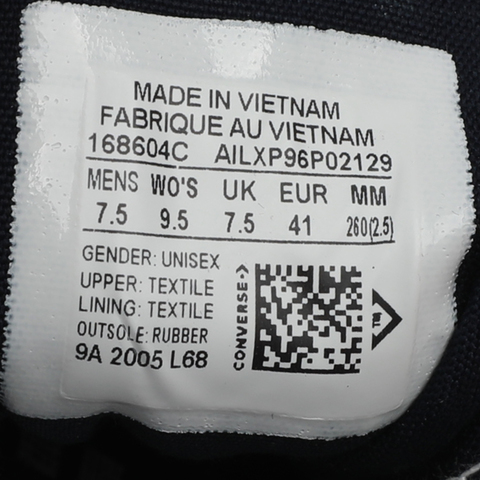 MADE IN VIETNAM
FABRIQUE AU VIETNAM
168604C AILXP96P02129
MENS WO'S UK EUR MM
7.5 9.5 7.5 41 260(2.5)
GENDER: UNISEX
UPPER: TEXTILE
LINING: TEXTILE
OUTSOLE: RUBBER
9A 2005 L68
CONVERSE
TM